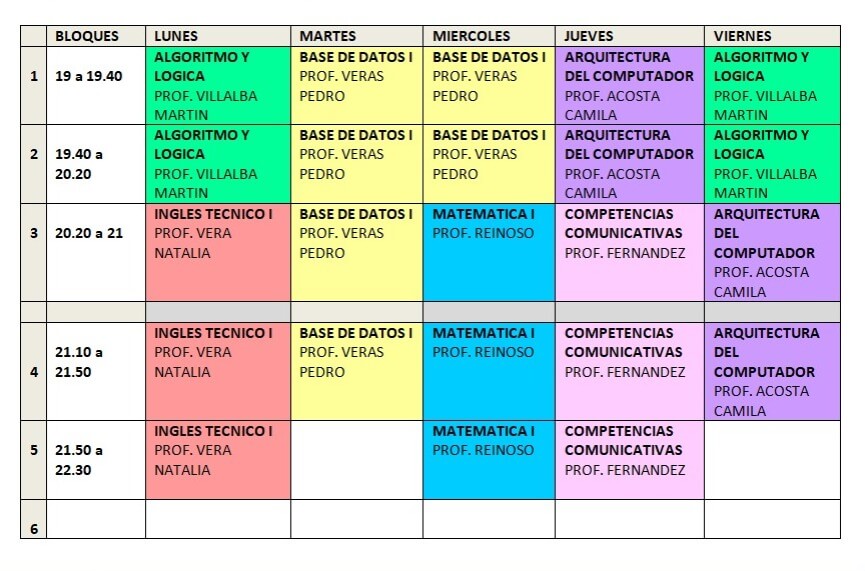 BLOQUES LUNES MARTES MIERCOLES JUEVES VIERNES
1 19 a 19.40
ALGORITMO Y
LOGICA
PROF. VILLALBA
MARTIN
BASE DE DATOS I
PROF. VERAS
PEDRO
BASE DE DATOS I
PROF. VERAS
PEDRO
ARQUITECTURA
DEL COMPUTADOR
PROF. ACOSTA
CAMILA
ALGORITMO Y
LOGICA
PROF. VILLALBA
MARTIN
2 19.40 a
20.20
ALGORITMO Y
LOGICA
PROF. VILLALBA
MARTIN
BASE DE DATOS I
PROF. VERAS
PEDRO
BASE DE DATOS I
PROF. VERAS
PEDRO
ARQUITECTURA
DEL COMPUTADOR
PROF. ACOSTA
CAMILA
ALGORITMO Y
LOGICA
PROF. VILLALBA
MARTIN
3 20.20 a 21
INGLES TECNICO I
PROF. VERA
NATALIA
BASE DE DATOS I
PROF. VERAS
PEDRO
MATEMATICA I
PROF. REINOSO
COMPETENCIAS
COMUNICATIVAS
PROF. FERNANDEZ
ARQUITECTURA
DEL
COMPUTADOR
PROF. ACOSTA
CAMILA
4 21.10 a
21.50
INGLES TECNICO I
PROF. VERA
NATALIA
BASE DE DATOS I
PROF. VERAS
PEDRO
MATEMATICA I
PROF. REINOSO
COMPETENCIAS
COMUNICATIVAS
PROF. FERNANDEZ
ARQUITECTURA
DEL
COMPUTADOR
PROF. ACOSTA
CAMILA
5 21.50 a
22.30
INGLES TECNICO I
PROF. VERA
NATALIA
MATEMATICA I
PROF. REINOSO
COMPETENCIAS
COMUNICATIVAS
PROF. FERNANDEZ
6